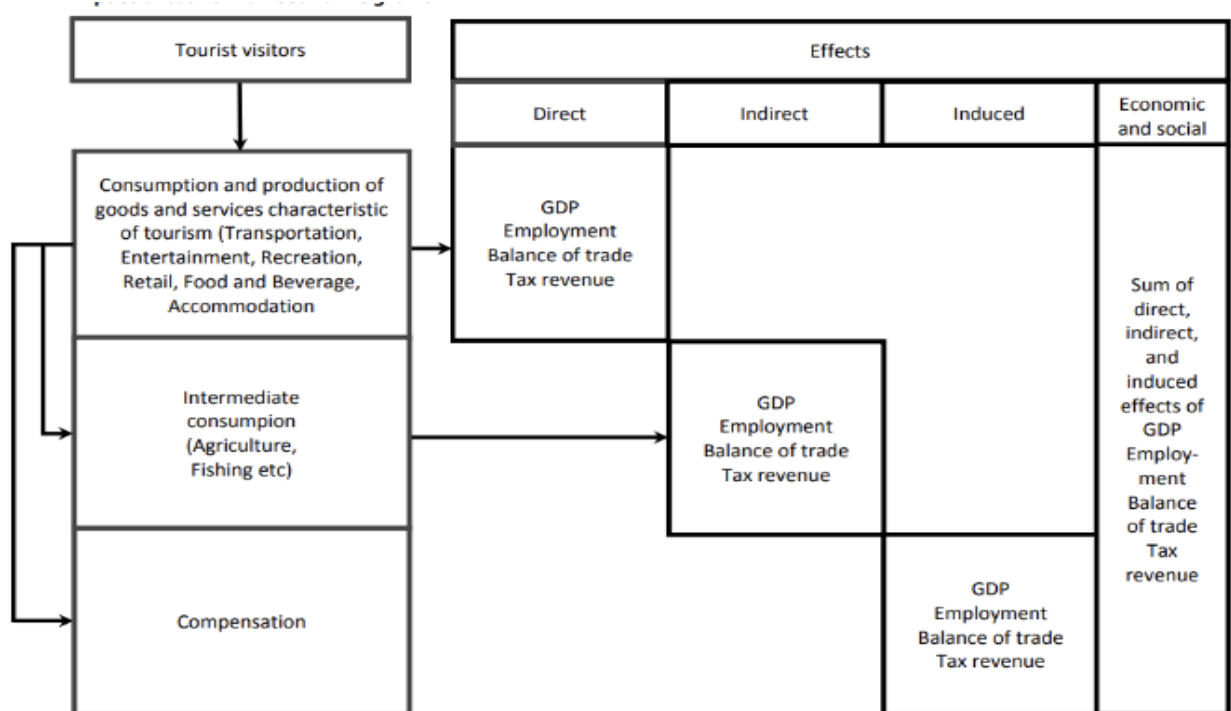 Tourist visitors
Effects
Direct
Indirect
Induced
Economic
and social
Consumption and production of
goods and services characteristic
of tourism (Transportation,
Entertainment, Recreation,
Retail, Food and Beverage,
Accommodation
GDP
Employment
Balance of trade
Tax revenue
Intermediate
consumpion
(Agriculture,
Fishing etc)
GDP
Employment
Balance of trade
Tax revenue
Compensation
GDP
Employment
Balance of trade
Tax revenue
Sum of
direct,
indirect,
and
induced
effects of
GDP
Employ-
ment
Balance
of trade
Tax
revenue